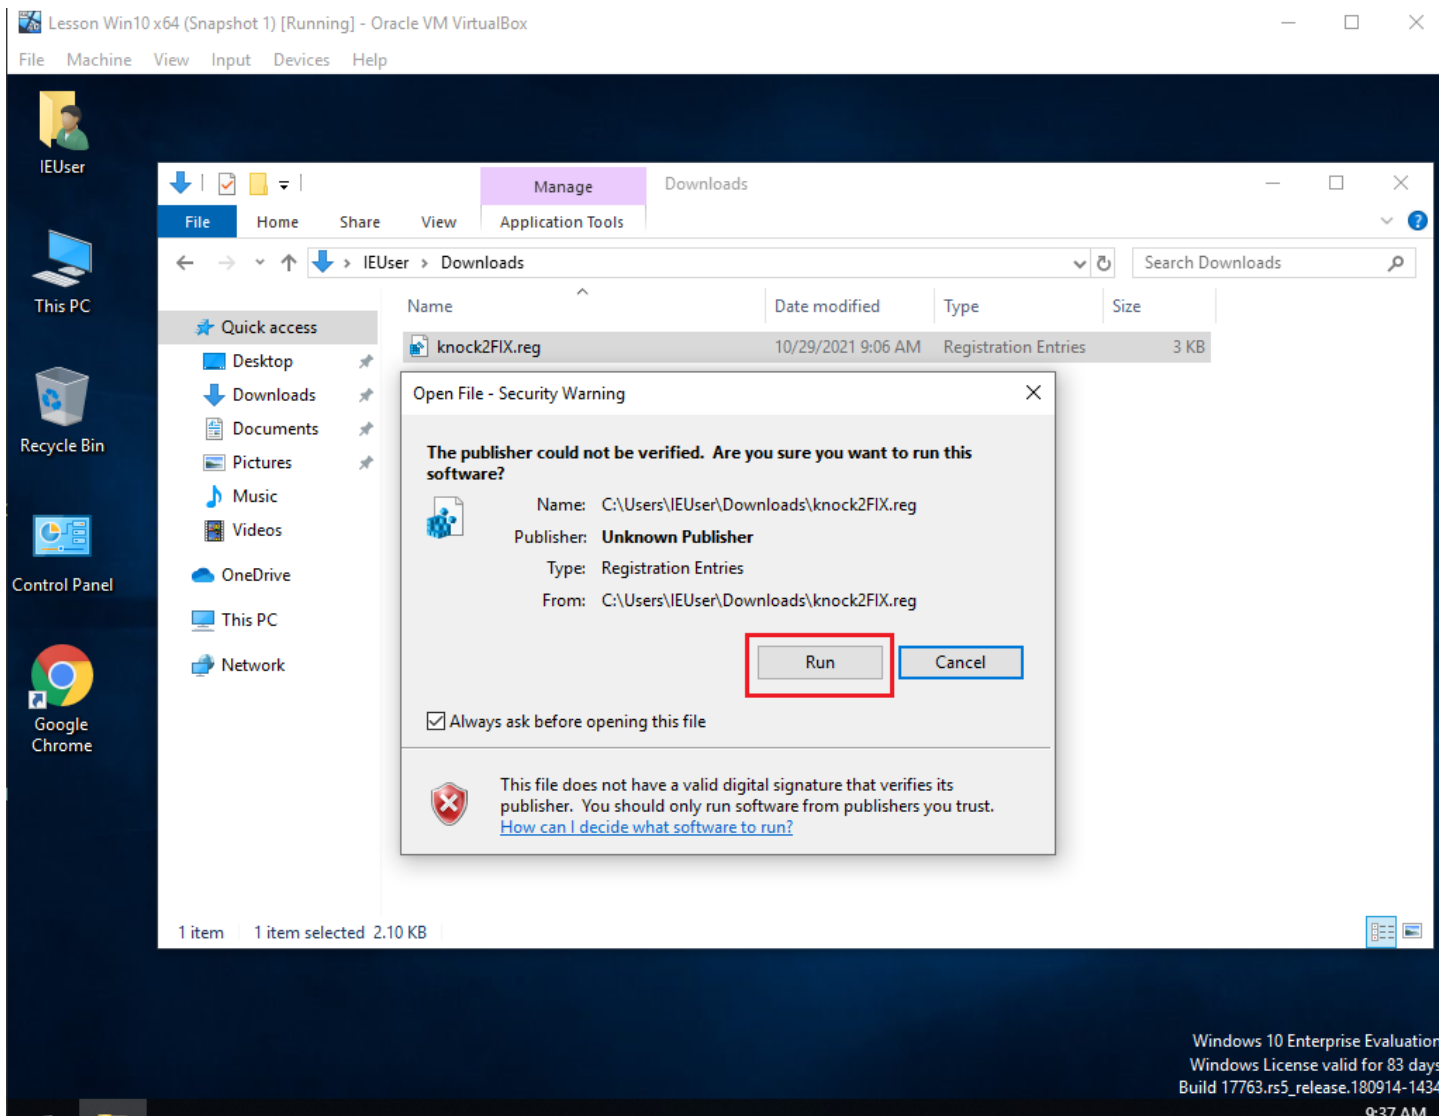 Lesson Win10 x64 (Snapshot 1) [Running] - Oracle VM VirtualBox
File Machine View Input Devices Help
IEUser
This PC
Recycle Bin
Control Panel
Google
Chrome
Manage Downloads
File Home Share View Application Tools
IEUser Downloads
Search Downloads
Name Date modified Type Size
Quick access
Desktop
Downloads
Documents
Pictures
Music
Videos
OneDrive
This PC
Network
knock2FIX.reg 10/29/2021 9:06 AM Registration Entries 3 KB
Open File - Security Warning
The publisher could not be verified. Are you sure you want to run this
software?
Name: C:\Users\IEUser\Downloads\knock2FIX.reg
Publisher: Unknown Publisher
Type: Registration Entries
From: C:\Users\IEUser\Downloads\knock2FIX.reg
Run Cancel
Always ask before opening this file
This file does not have a valid digital signature that verifies its
publisher. You should only run software from publishers you trust.
How can I decide what software to run?
1 item 1 item selected 2.10 KB
Windows 10 Enterprise Evaluation
Windows License valid for 83 days
Build 17763.rs5_release.180914-1434
9:37 AM